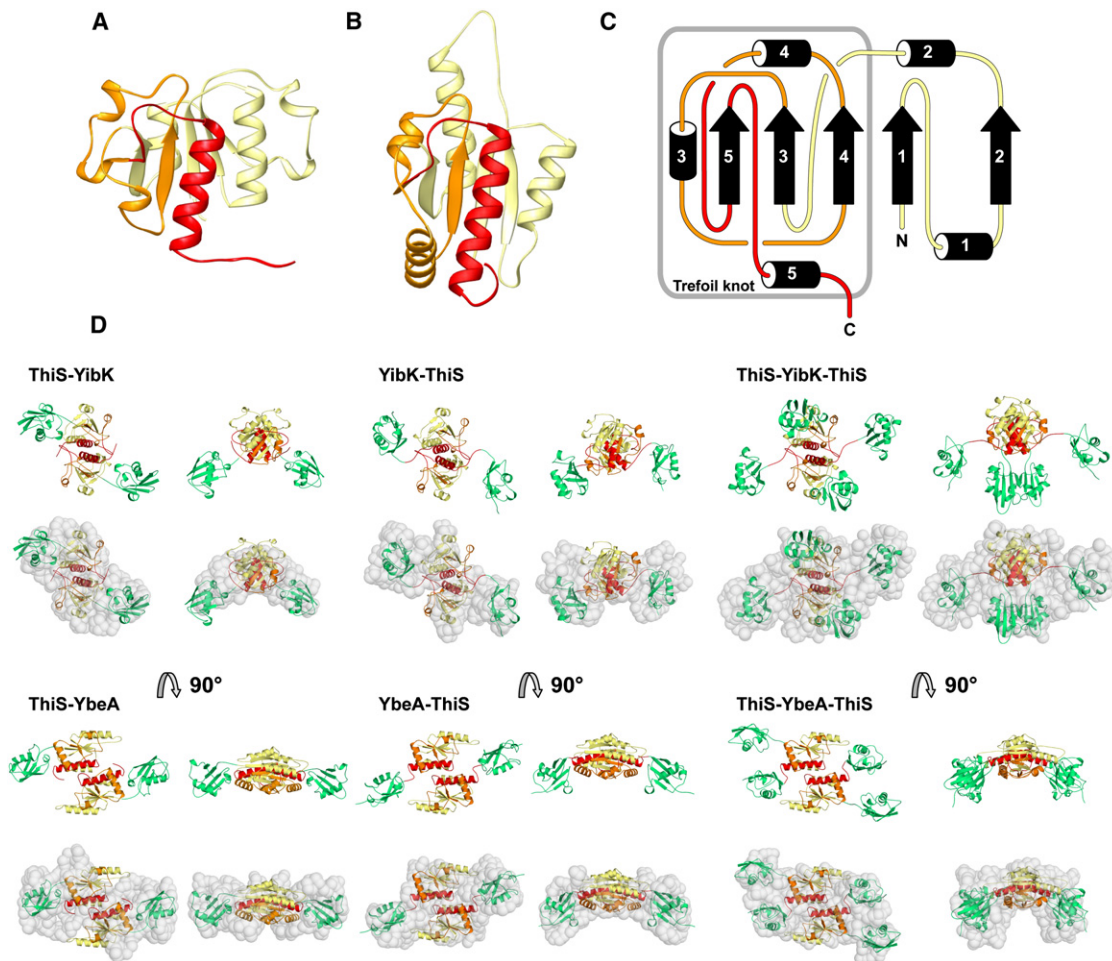 A
B
C
4
2
3
5
3
4
1
2
N
1
5
Trefoil knot
C
D
ThiS-YibK
YibK-ThiS
ThiS-YibK-ThiS
90°
90°
90°
ThiS-YbeA
YbeA-ThiS
ThiS-YbeA-ThiS